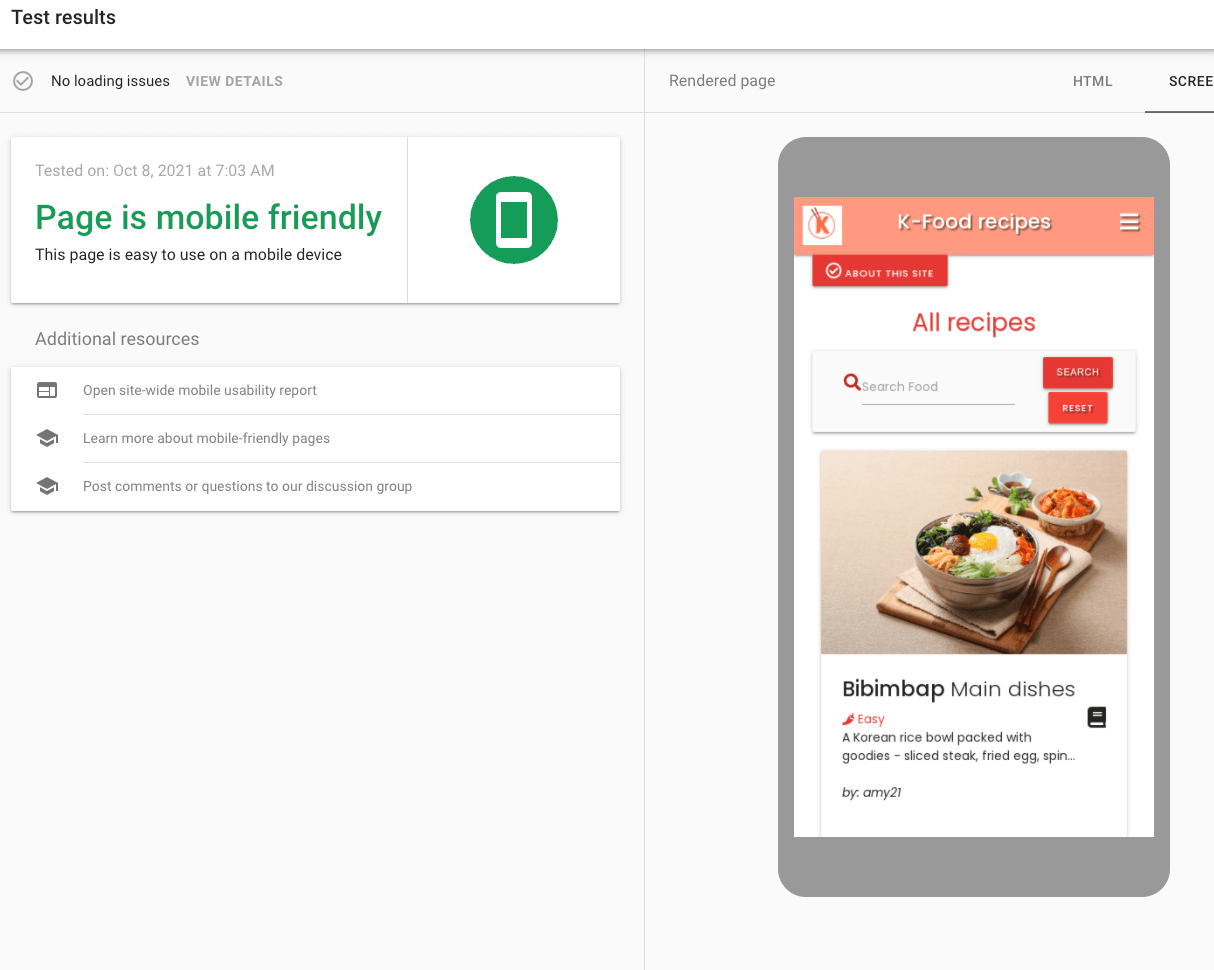 Test results
No loading issues VIEW DETAILS
Tested on: Oct 8, 2021 at 7:03 AM
Page is mobile friendly
This page is easy to use on a mobile device
Additional resources
Open site-wide mobile usability report
Learn more about mobile-friendly pages
Post comments or questions to our discussion group
Rendered page HTML SCREE
K
K-Food recipes
ABOUT THIS SITE
All recipes
Search Food
SEARCH
RESET
Bibimbap Main dishes
Easy
A Korean rice bowl packed with
goodies - sliced steak, fried egg, spin...
by: amy21